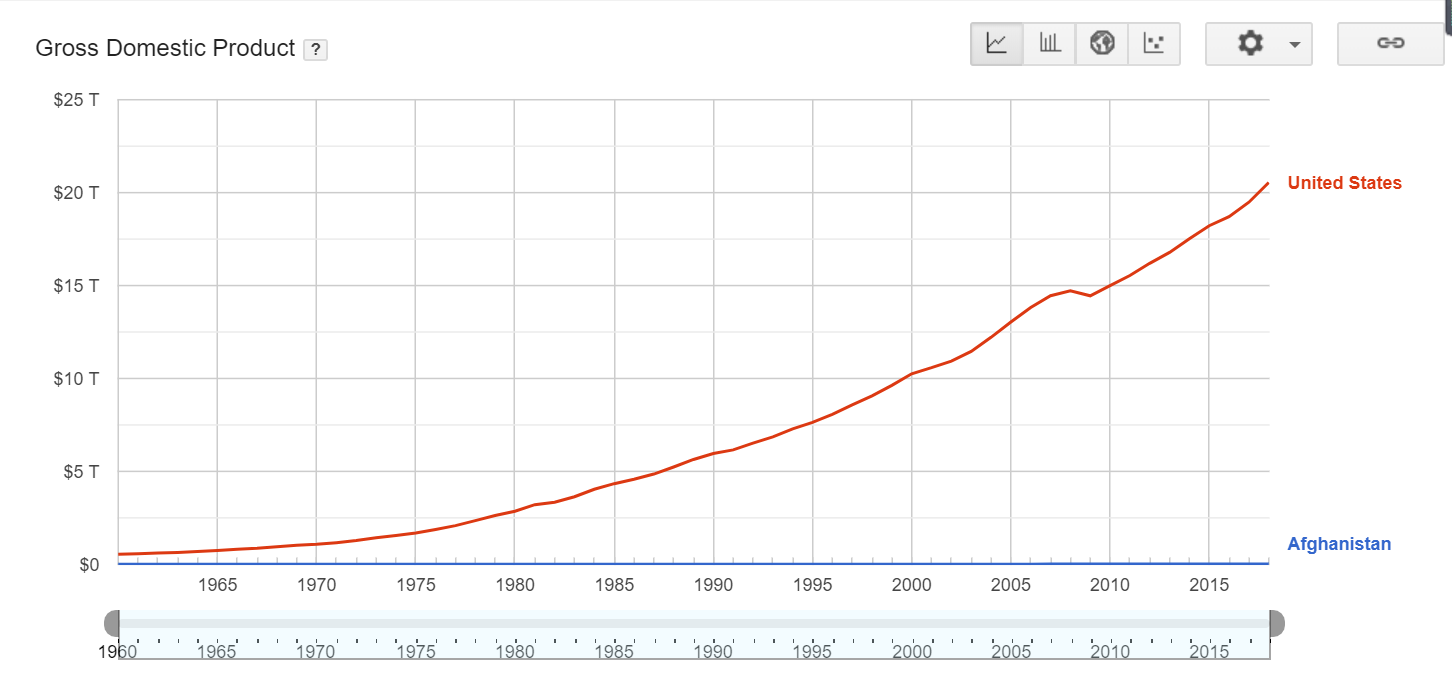 Gross Domestic Product ?
$25 T
$20 T
United States
$15 T
$10 T
$5 T
Afghanistan
$0
1965 1970 1975 1980 1985 1990 1995 2000 2005 2010 2015
1960 1965 1970 1975 1980 1985 1990 1995 2000 2005 2010 2015